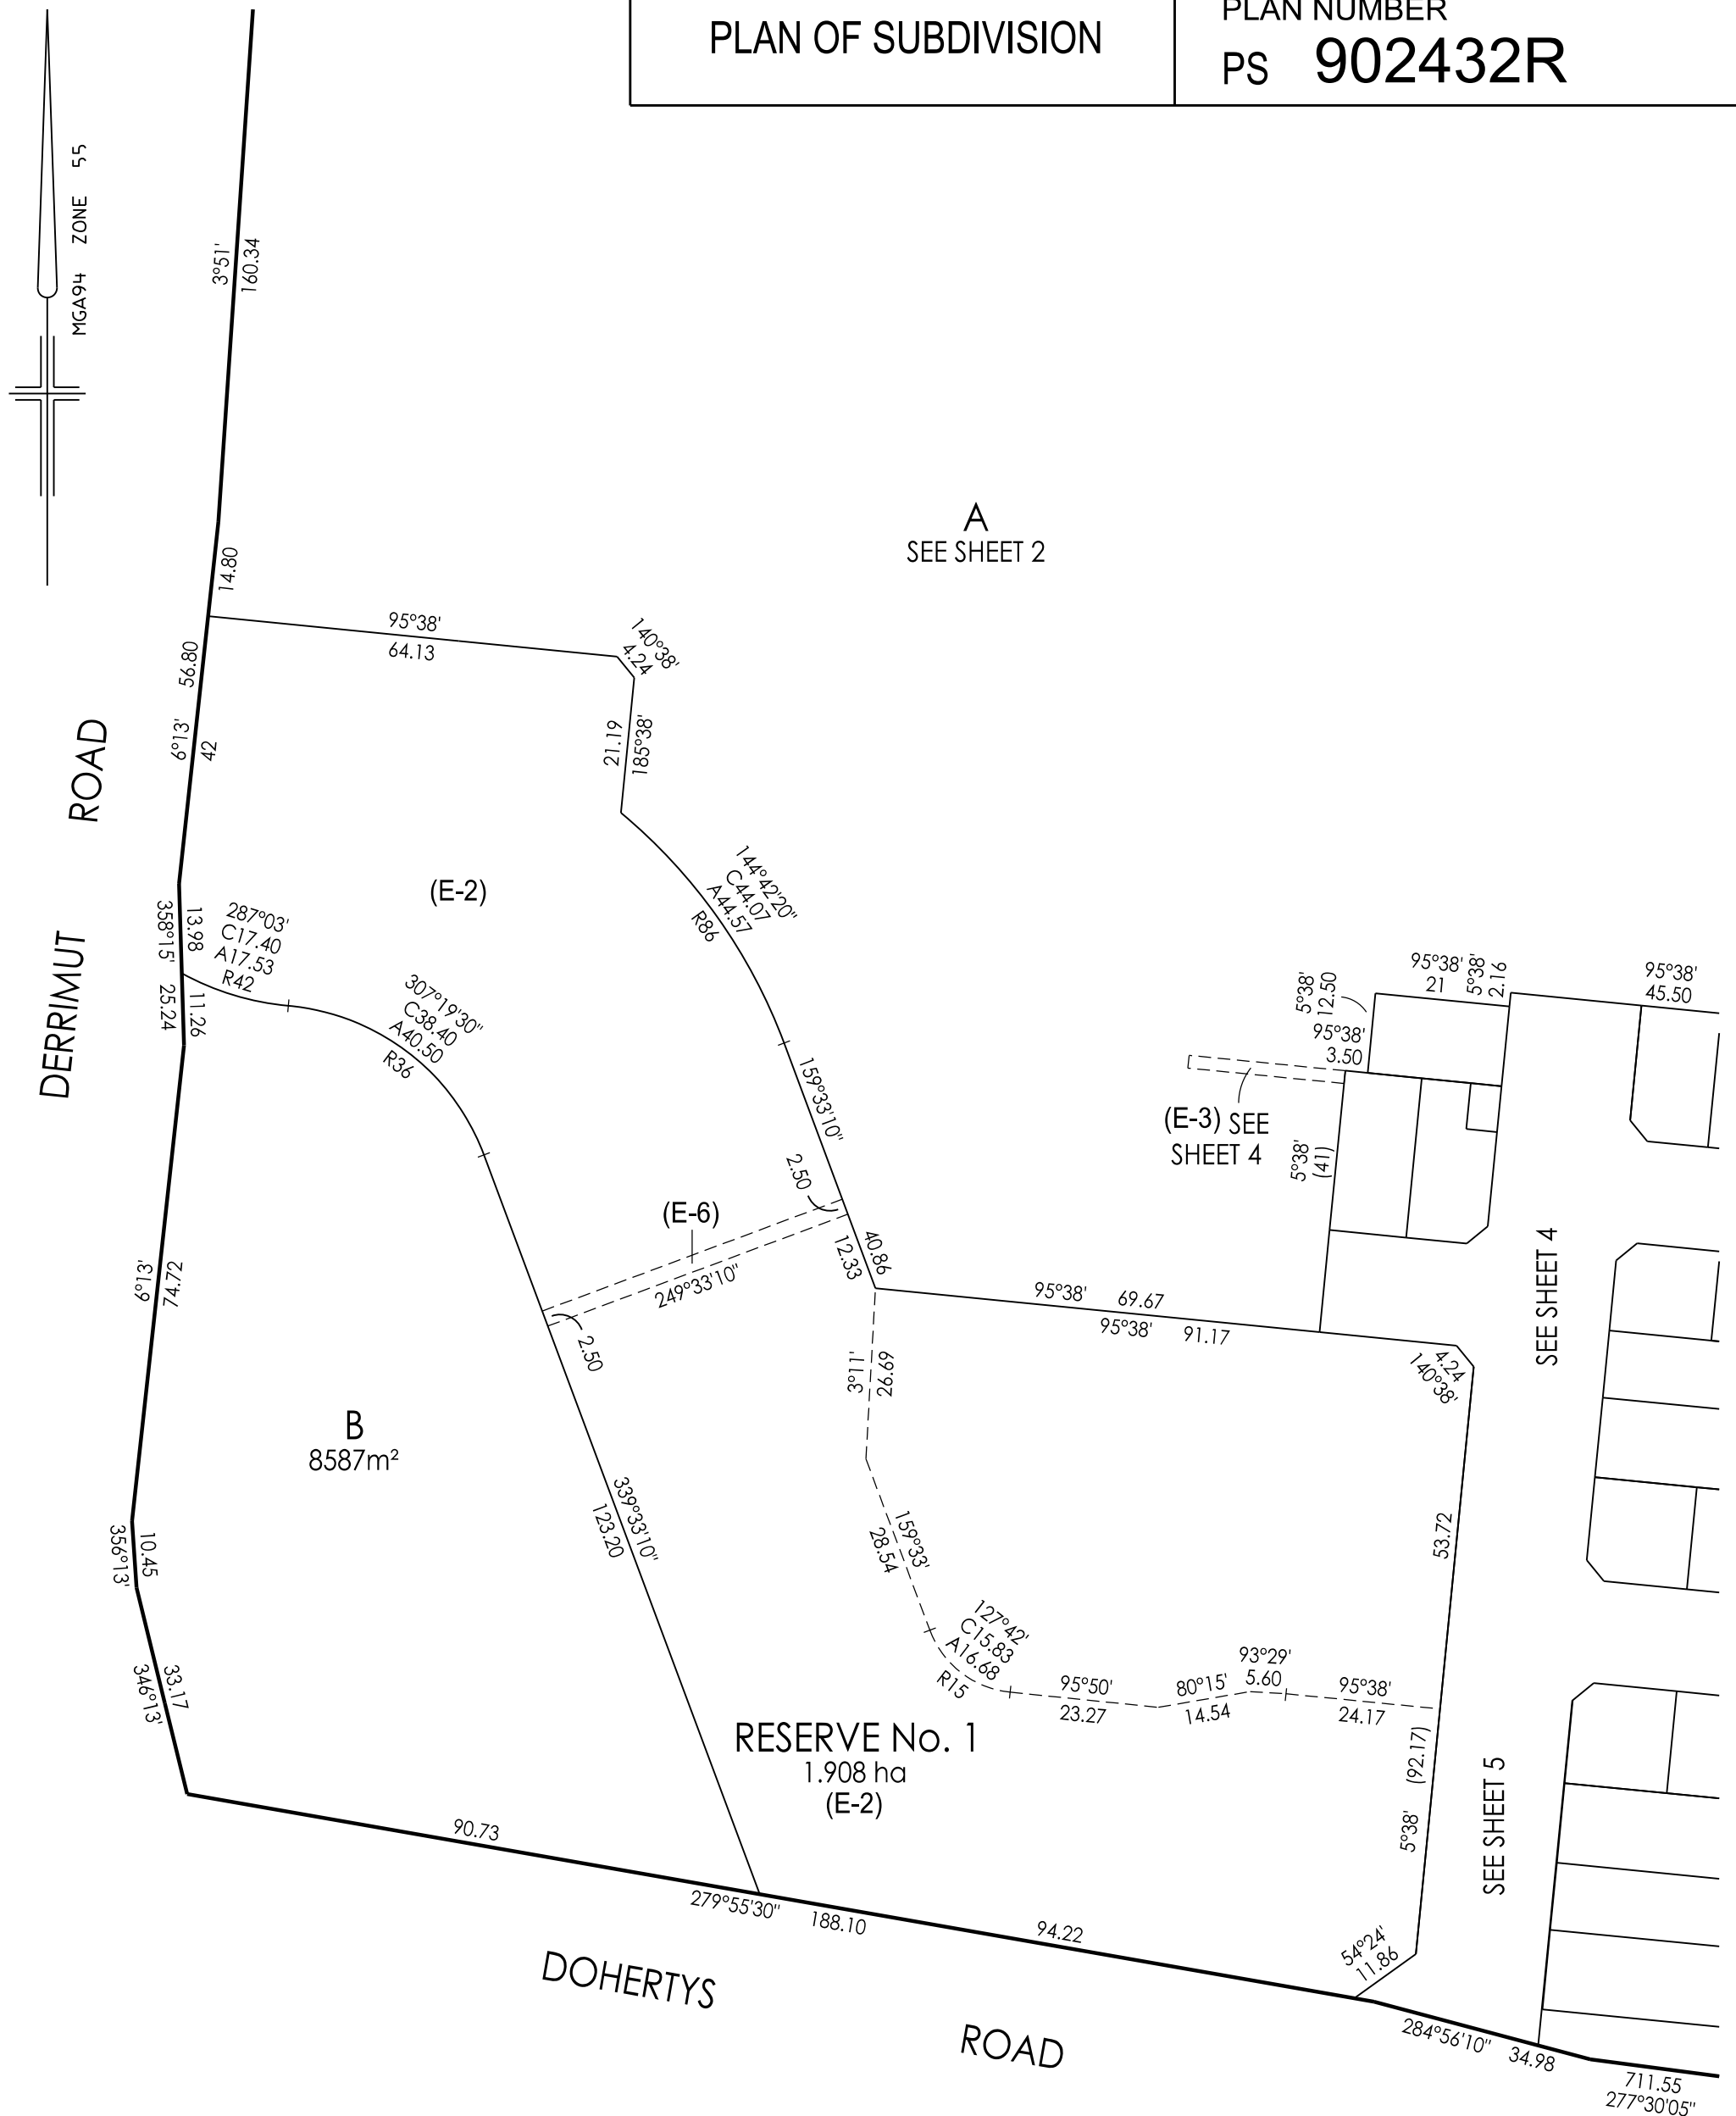 PLAN OF SUBDIVISION
PLAN NUMBER
PS 902432R
MGA94 ZONE 55
3°51'
160.34
A
SEE SHEET 2
14.80
95°38'
64.13
140°38'
4.24
56.80
6°13'
42
21.19
185°38'
DERRIMUT ROAD
(E-2)
144°42'20"
C44.07
A44.57
R86
358°15'
13.98
287°03'
C17.40
A17.53
R42
25.24
11.26
307°19'30"
C38.40
A40.50
R36
159°33'10"
95°38'
21
5°38'
2.16
95°38'
45.50
5°38'
12.50
95°38'
3.50
(E-3) SEE
SHEET 4
5°38'
(41)
2.50
(E-6)
249°33'10"
12.33
40.86
2.50
95°38' 69.67
95°38' 91.17
4.24
140°38'
SEE SHEET 4
6°13'
74.72
3°11'
26.69
B
8587m²
339°33'10"
123.20
159°33'
28.54
53.72
356°13'
10.45
346°13'
33.17
127°42'
C15.83
A16.68
R15
95°50'
23.27
80°15'
14.54
93°29'
5.60
95°38'
24.17
RESERVE No. 1
1.908 ha
(E-2)
(92.17)
5°38'
SEE SHEET 5
90.73
279°55'30" 188.10
94.22
54°24'
11.86
DOHERTYS ROAD
284°56'10" 34.98
711.55
277°30'05"